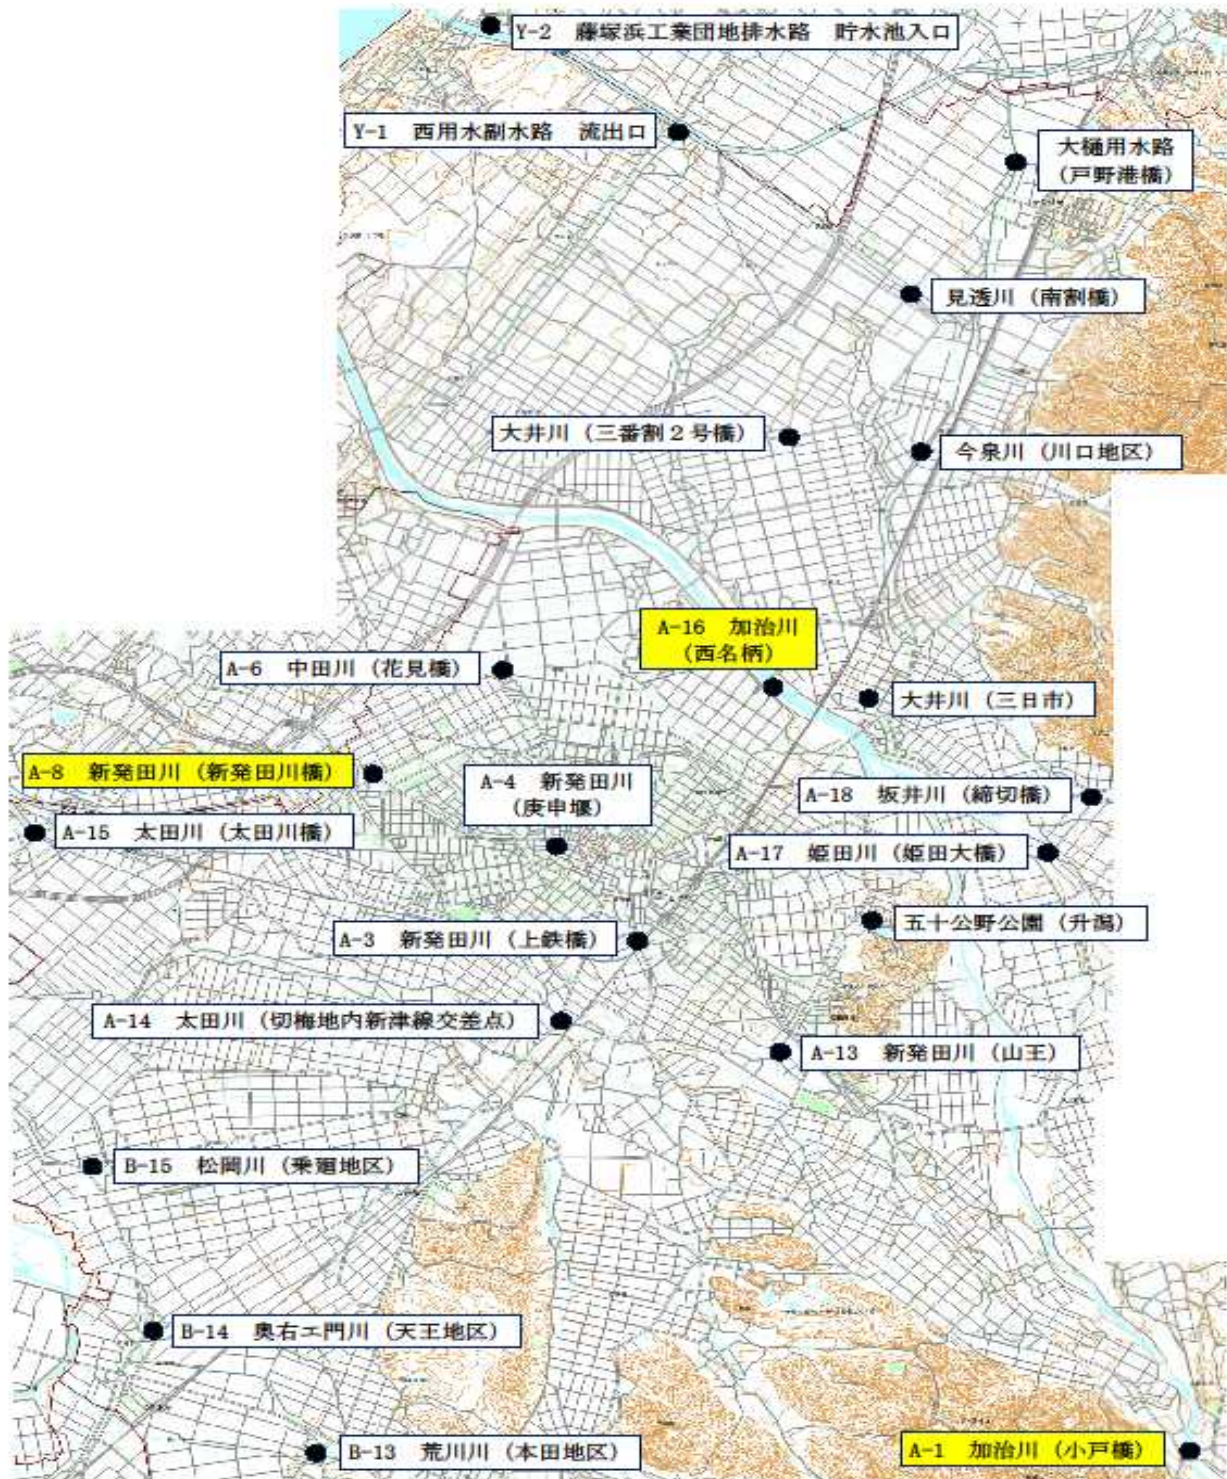 Y-2 藤塚浜工業団地排水路 貯水池入口
Y-1 西用水副水路 流出口
大樋用水路
(戸野港橋)
見透川(南割橋)
大井川(三番割2号橋)
今泉川(川口地区)
A-16 加治川
(西名柄)
A-6 中田川(花見橋)
大井川(三日市)
A-8 新発田川(新発田川橋)
A-4 新発田川
(庚申堰)
A-18 坂井川(締切橋)
A-15 太田川(太田川橋)
A-17 姫田川(姫田大橋)
五十公野公園(升潟)
A-3 新発田川(上鉄橋)
A-14 太田川(切梅地内新津線交差点)
A-13 新発田川(山王)
B-15 松岡川(乗廻地区)
B-14 奥右エ門川(天王地区)
B-13 荒川川(本田地区)
A-1 加治川(小戸橋)